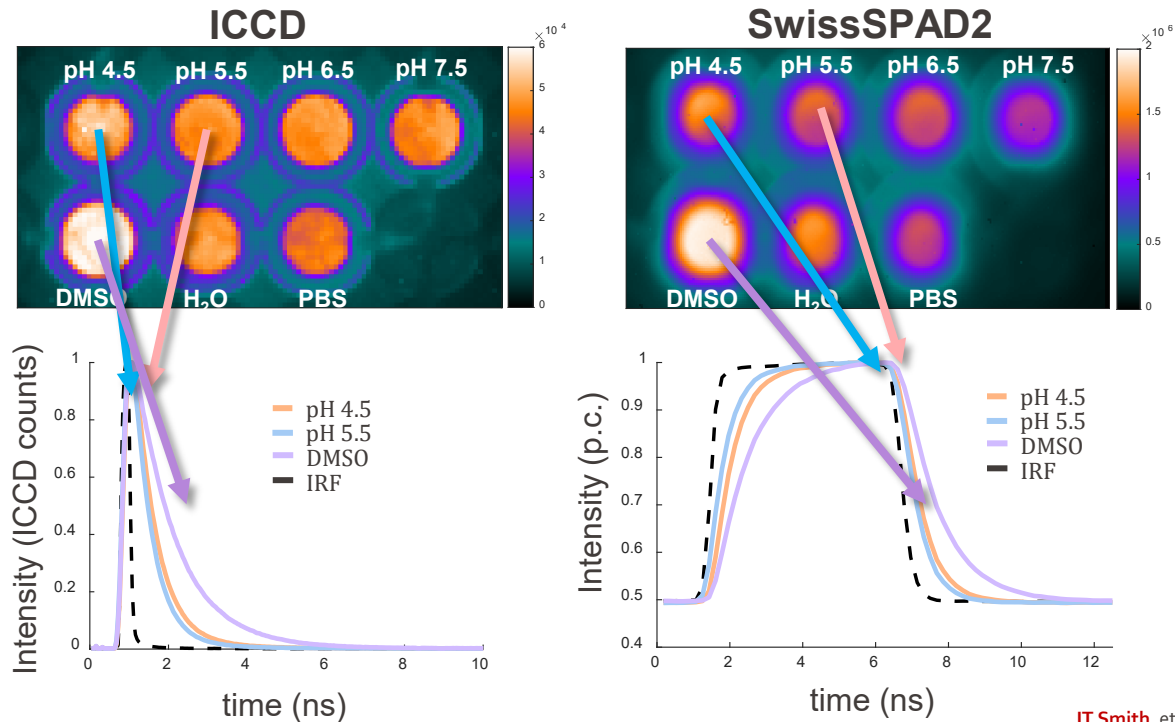 ICCD
pH 4.5 pH 5.5 pH 6.5 pH 7.5
DMSO H₂O PBS
×10⁴
6
5
4
3
2
1
0
Intensity (ICCD counts)
1
0.8
0.6
0.4
0.2
0
0 2 4 6 8 10
time (ns)
pH 4.5
pH 5.5
DMSO
IRF
SwissSPAD2
pH 4.5 pH 5.5 pH 6.5 pH 7.5
DMSO H₂O PBS
×10⁶
2
1.5
1
0.5
0
Intensity (p.c.)
1
0.9
0.8
0.7
0.6
0.5
0.4
0 2 4 6 8 10 12
time (ns)
pH 4.5
pH 5.5
DMSO
IRF
JT Smith, et